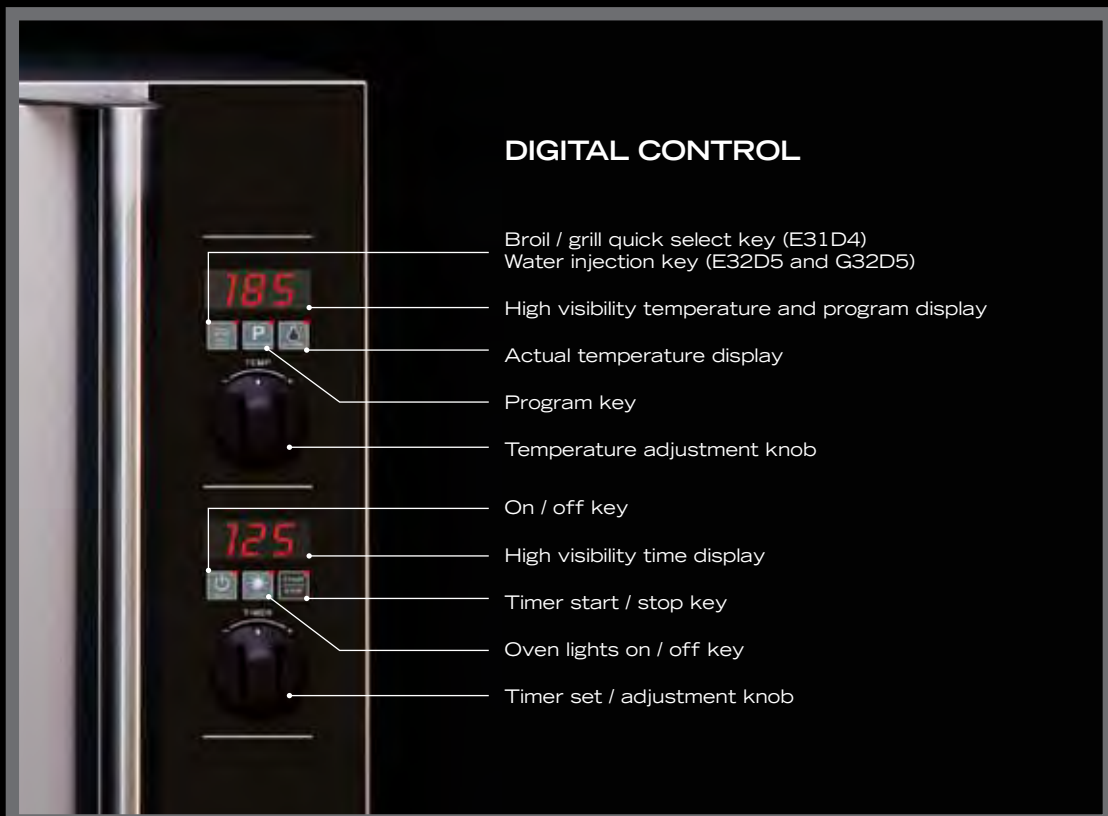 DIGITAL CONTROL
Broil / grill quick select key (E31D4)
Water injection key (E32D5 and G32D5)
185
High visibility temperature and program display
P
Actual temperature display
TEMP
Program key
Temperature adjustment knob
On / off key
125
High visibility time display
Timer start / stop key
TIMER
Oven lights on / off key
Timer set / adjustment knob